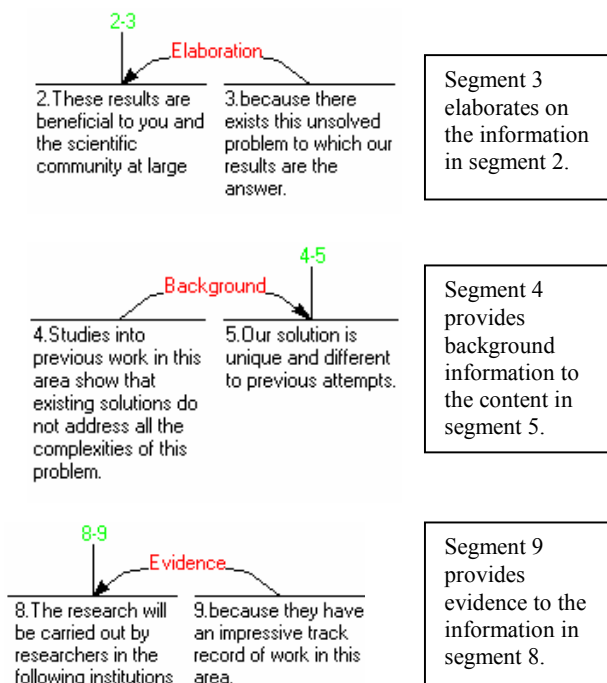 2-3
Elaboration
2.These results are
beneficial to you and
the scientific
community at large
3.because there
exists this unsolved
problem to which our
results are the
answer.
Segment 3
elaborates on
the information
in segment 2.
4-5
Background
4.Studies into
previous work in this
area show that
existing solutions do
not address all the
complexities of this
problem.
5.Our solution is
unique and different
to previous attempts.
Segment 4
provides
background
information to
the content in
segment 5.
8-9
Evidence
8.The research will
be carried out by
researchers in the
following institutions
9.because they have
an impressive track
record of work in this
area.
Segment 9
provides
evidence to the
information in
segment 8.